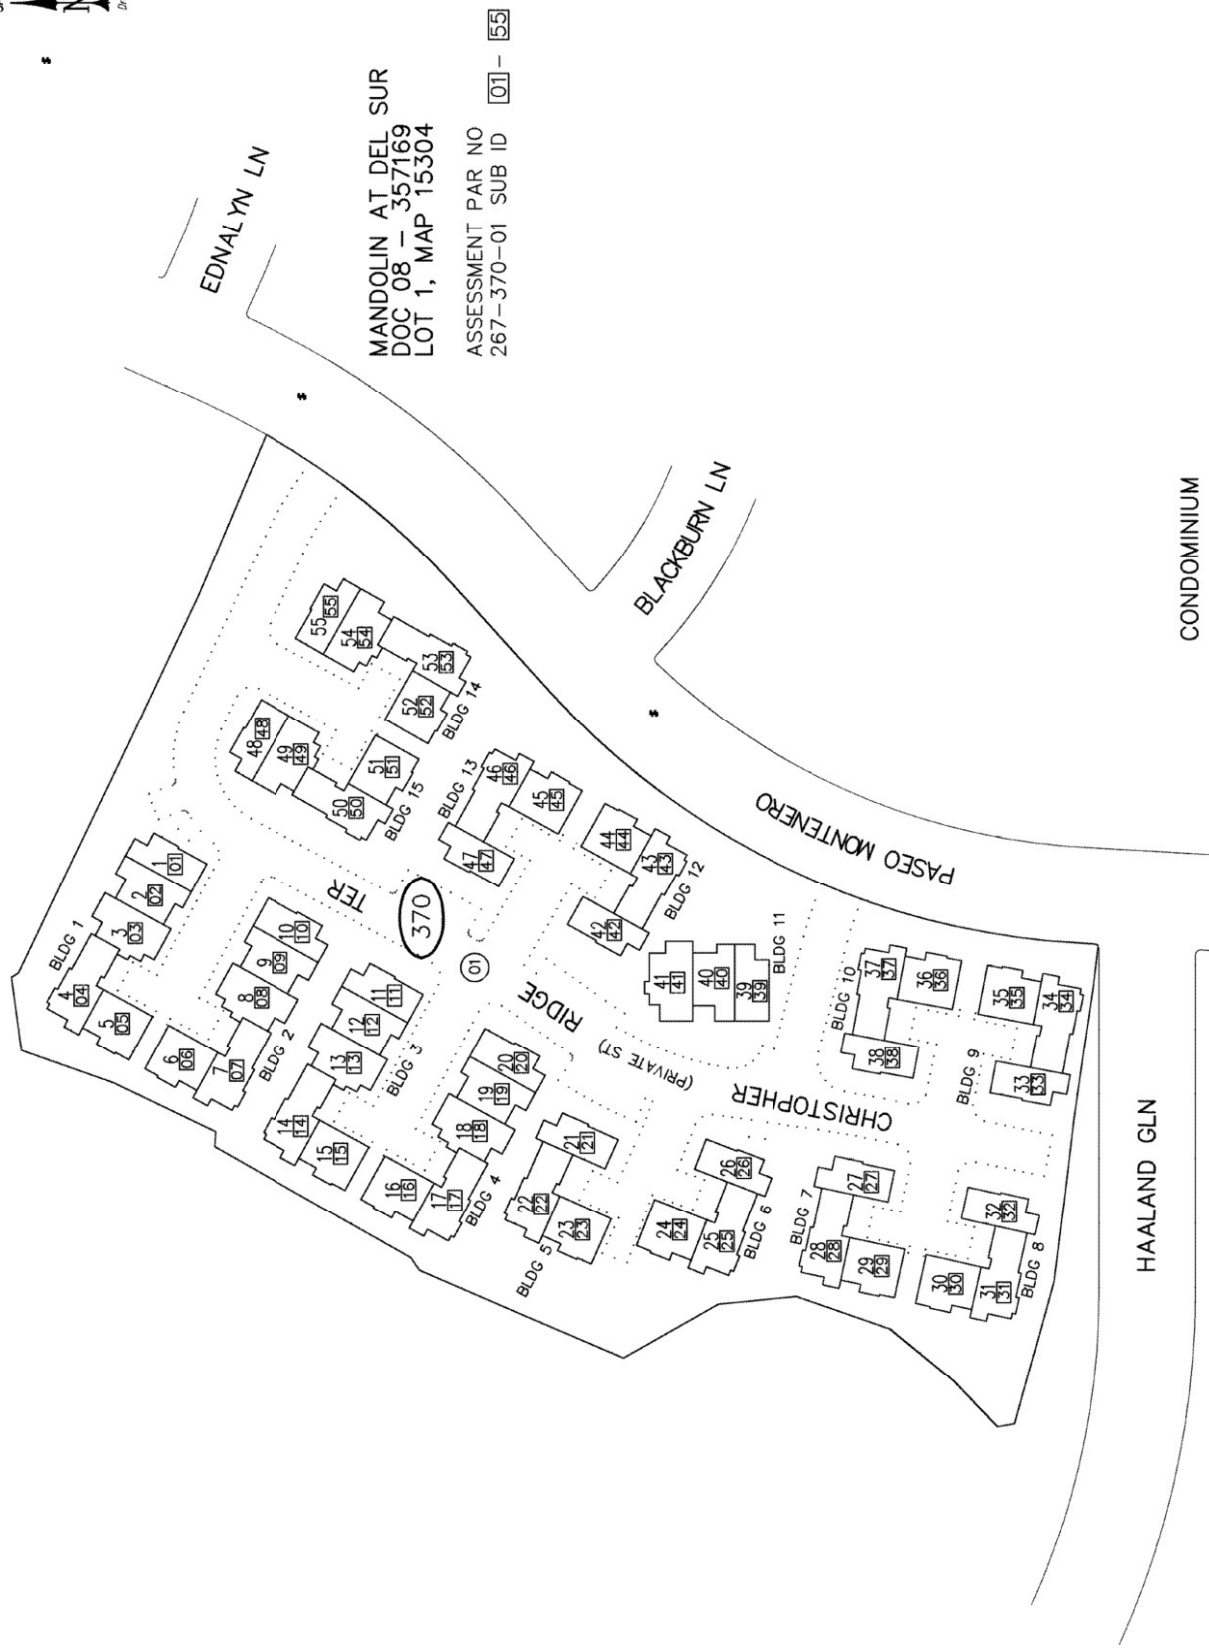 EDNALYN LN
MANDOLIN AT DEL SUR
DOC 08 - 357169
LOT 1, MAP 15304
ASSESSMENT PAR NO
267-370-01 SUB ID 01 - 55
BLACKBURN LN
PASEO MONTENERO
HAALAND GLN
CONDOMINIUM
CHRISTOPHER
RIDGE
TER
(PRIVATE ST)
370
01
BLDG 1
1 01
2 02
3 03
4 04
5 05
BLDG 2
6 06
7 07
8 08
9 09
10 10
BLDG 3
11 11
12 12
13 13
14 14
15 15
BLDG 4
16 16
17 17
18 18
19 19
20 20
BLDG 5
21 21
22 22
23 23
BLDG 6
24 24
25 25
26 26
BLDG 7
27 27
28 28
29 29
BLDG 8
30 30
31 31
32 32
BLDG 9
33 33
34 34
35 35
BLDG 10
36 36
37 37
38 38
BLDG 11
39 39
40 40
41 41
BLDG 12
42 42
43 43
44 44
BLDG 13
45 45
46 46
47 47
BLDG 15
48 48
49 49
50 50
51 51
BLDG 14
52 52
53 53
54 54
55 55
N